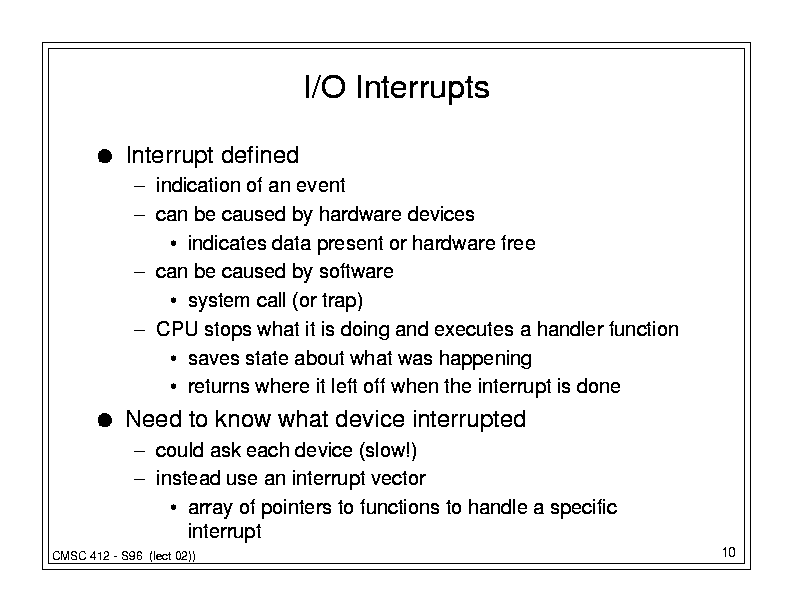 I/O Interrupts
● Interrupt defined
– indication of an event
– can be caused by hardware devices
• indicates data present or hardware free
– can be caused by software
• system call (or trap)
– CPU stops what it is doing and executes a handler function
• saves state about what was happening
• returns where it left off when the interrupt is done
● Need to know what device interrupted
– could ask each device (slow!)
– instead use an interrupt vector
• array of pointers to functions to handle a specific
interrupt
CMSC 412 - S96 (lect 02))
10